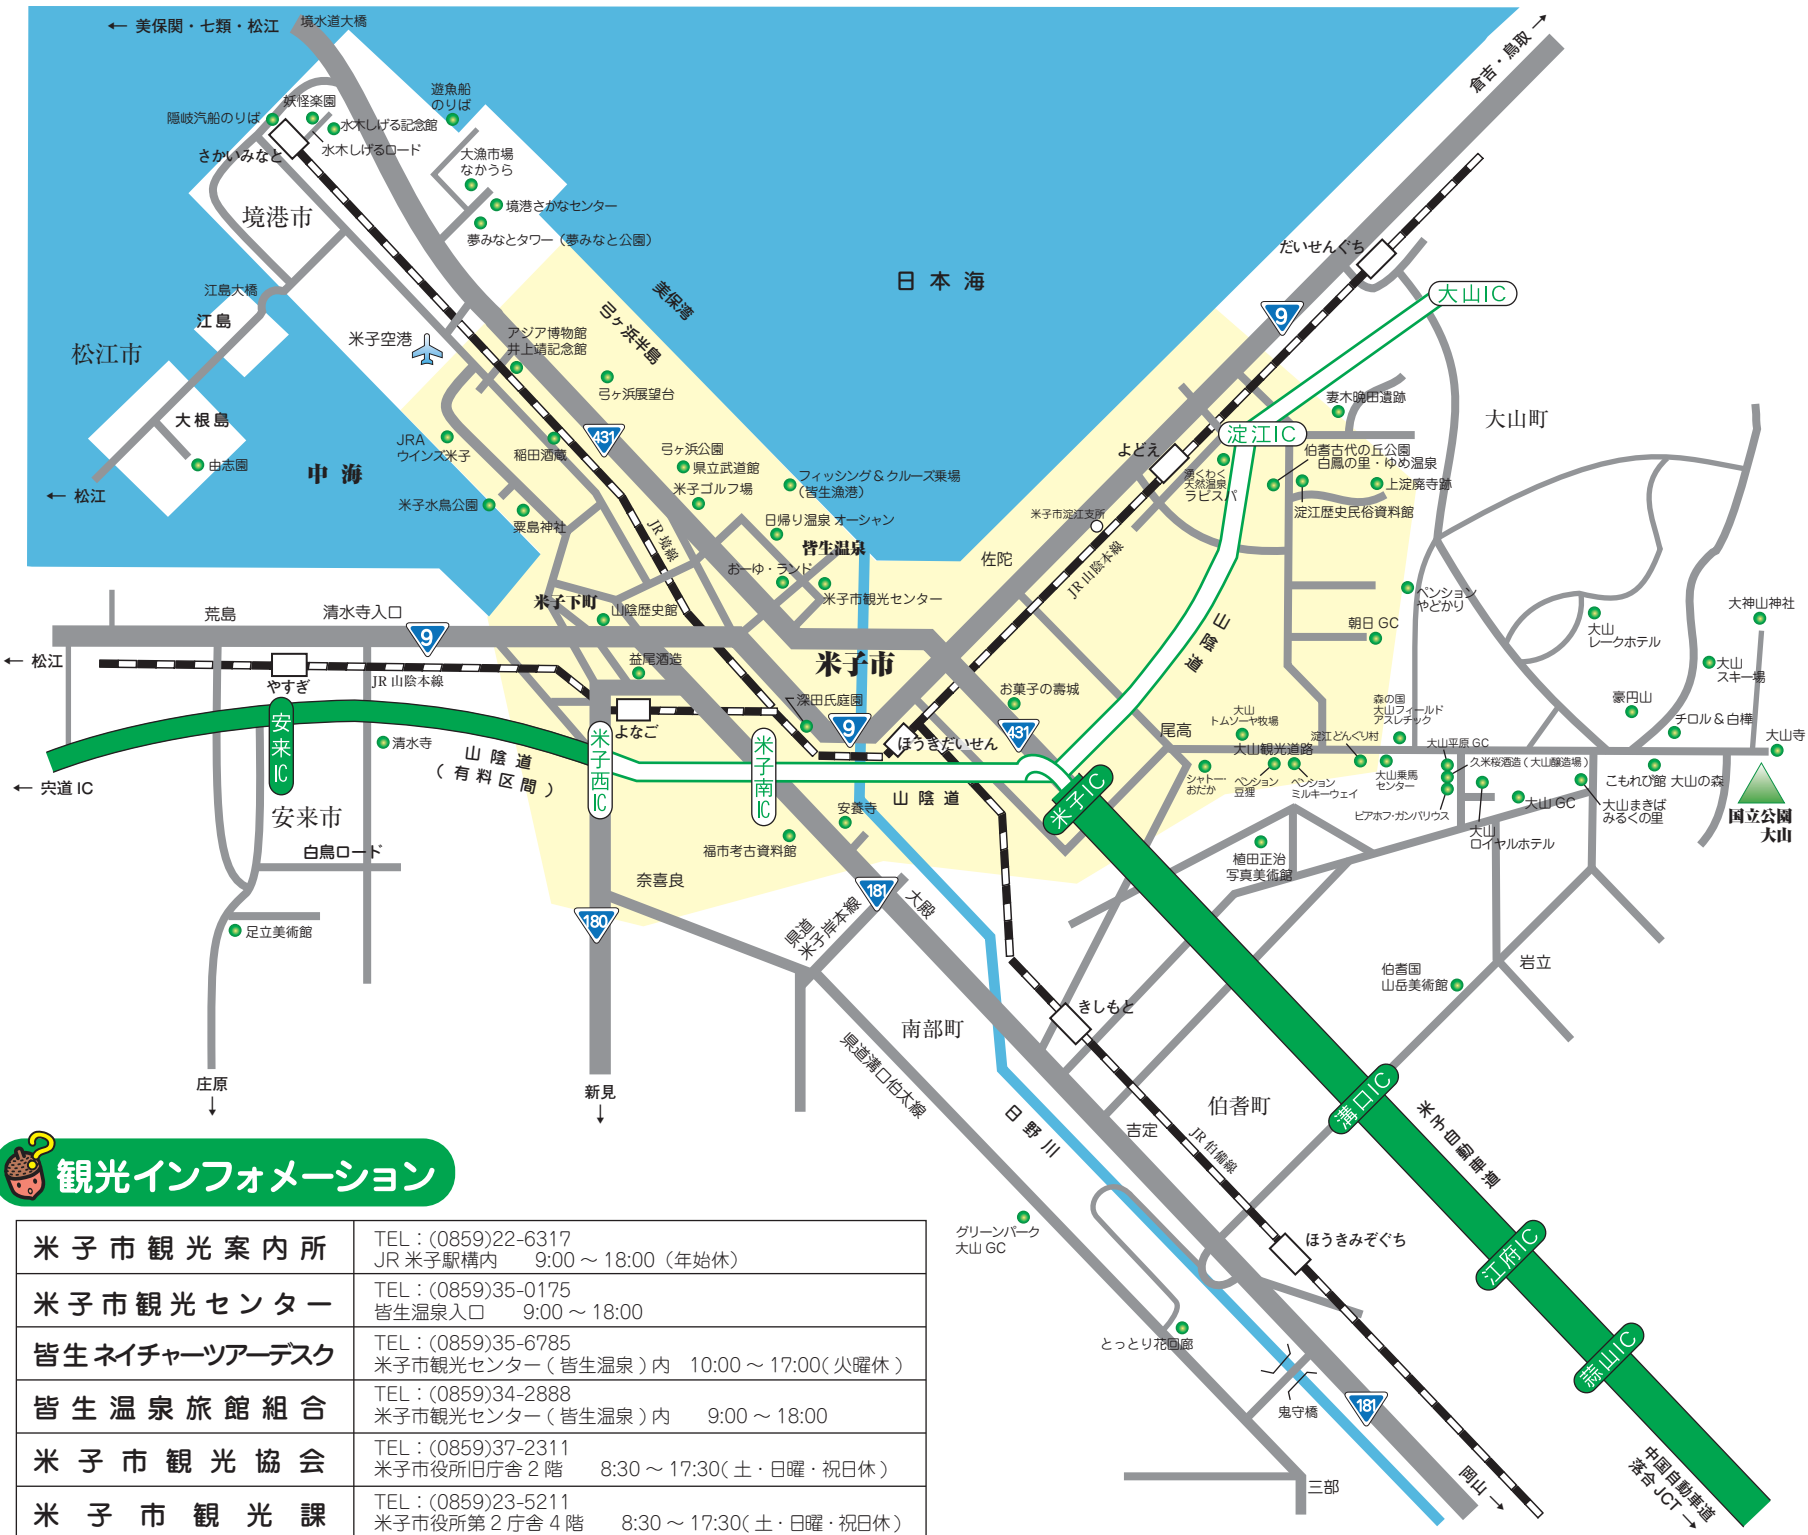 ← 美保関・七類・松江
境水道大橋
倉吉・鳥取 →
遊魚船
のりば
妖怪楽園
隠岐汽船のりば
水木しげる記念館
水木しげるロード
さかいみなと
大漁市場
なかうら
境港市
境港さかなセンター
夢みなとタワー(夢みなと公園)
だいせんぐち
日本海
美保湾
弓ヶ浜半島
大山IC
9
江島大橋
江島
松江市
米子空港
アジア博物館
井上靖記念館
弓ヶ浜展望台
大根島
由志園
← 松江
中海
JRA
ウインズ米子
稲田酒蔵
431
弓ヶ浜公園
県立武道館
米子ゴルフ場
フィッシング&クルーズ乗場
(皆生漁港)
米子水鳥公園
粟島神社
JR境線
日帰り温泉 オーシャン
皆生温泉
おーゆ・ランド
米子市観光センター
妻木晩田遺跡
大山町
淀江IC
よどえ
伯耆古代の丘公園
白鳳の里・ゆめ温泉
湧くわく
天然温泉
ラピスパ
上淀廃寺跡
淀江歴史民俗資料館
米子市淀江支所
佐陀
JR山陰本線
山陰道
ペンション
やどかり
朝日 GC
大山
レークホテル
大神山神社
大山
スキー場
豪円山
チロル&白樺
大山寺
荒島
清水寺入口
9
米子下町
山陰歴史館
← 松江
やすぎ
JR山陰本線
益尾酒造
米子市
深田氏庭園
お菓子の壽城
安来IC
清水寺
山陰道
(有料区間)
よなご
米子西IC
米子南IC
9
ほうきだいせん
431
尾高
大山
トムソーヤ牧場
森の国
大山フィールド
アスレチック
淀江どんぐり村
大山観光道路
大山平原 GC
久米桜酒造(大山醸造場)
シャトー・
おだか
ペンション
豆狸
ペンション
ミルキーウェイ
大山乗馬
センター
ビアホフ・ガンバリウス
大山
ロイヤルホテル
大山 GC
大山まきば
みるくの里
こもれび館 大山の森
国立公園
大山
← 宍道 IC
安来市
白鳥ロード
山陰道
米子IC
安養寺
福市考古資料館
奈喜良
植田正治
写真美術館
足立美術館
180
181
大殿
県道
米子岸本線
伯耆国
山岳美術館
岩立
きしもと
南部町
県道溝口伯太線
庄原
↓
新見
↓
日野川
伯耆町
吉定
JR伯備線
溝口IC
米子自動車道
グリーンパーク
大山 GC
ほうきみぞぐち
江府IC
とっとり花回廊
蒜山IC
鬼守橋
181
三部
岡山 →
中国自動車道
落合 JCT →
観光インフォメーション
米子市観光案内所
TEL:(0859)22-6317
JR 米子駅構内 9:00 ~ 18:00(年始休)
米子市観光センター
TEL:(0859)35-0175
皆生温泉入口 9:00 ~ 18:00
皆生ネイチャーツアーデスク
TEL:(0859)35-6785
米子市観光センター(皆生温泉)内 10:00 ~ 17:00(火曜休)
皆生温泉旅館組合
TEL:(0859)34-2888
米子市観光センター(皆生温泉)内 9:00 ~ 18:00
米子市観光協会
TEL:(0859)37-2311
米子市役所旧庁舎 2 階 8:30 ~ 17:30(土・日曜・祝日休)
米子市観光課
TEL:(0859)23-5211
米子市役所第 2 庁舎 4 階 8:30 ~ 17:30(土・日曜・祝日休)